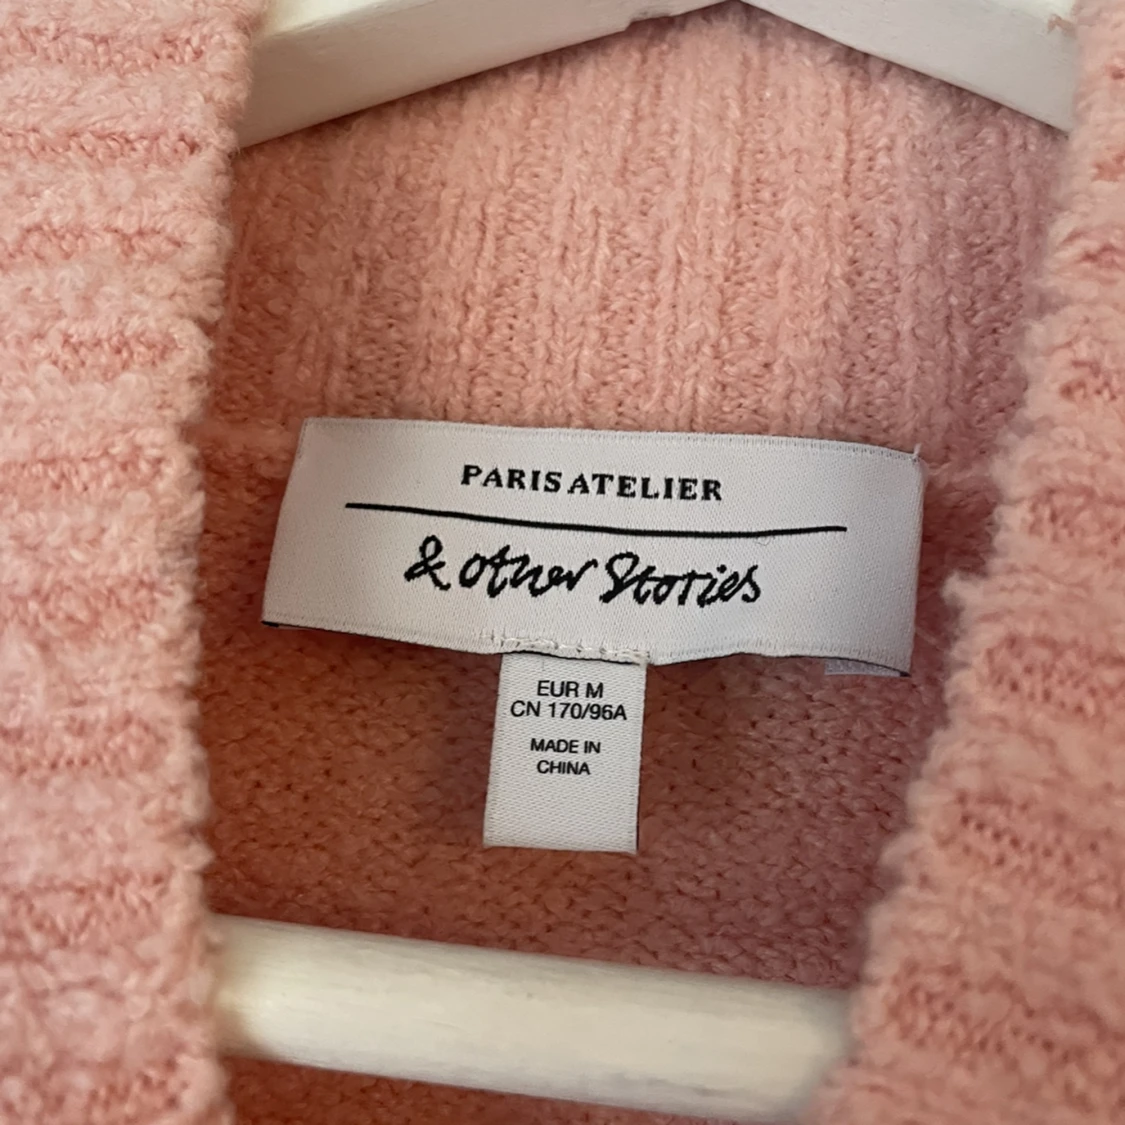 PARIS ATELIER
& other Stories
EUR M
CN 170/96A
MADE IN
CHINA